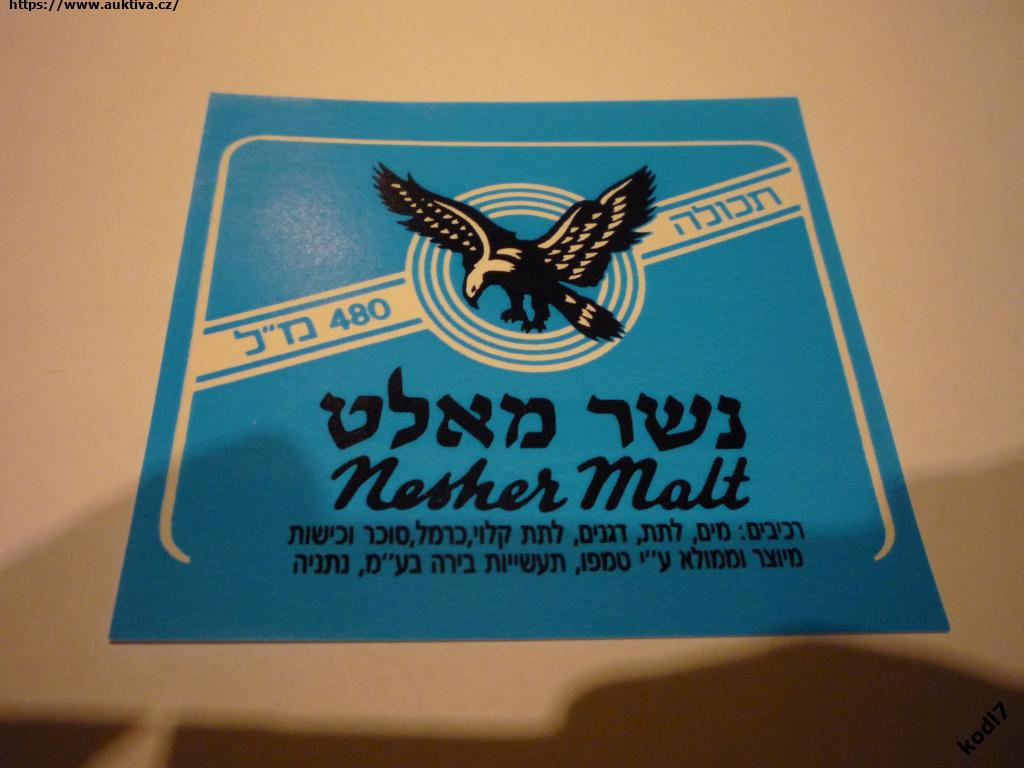 https://www.auktiva.cz/
תכולה
480 מ"ל
נשר מאלט
Nesher Malt
רכיבים: מים, לתת, דגנים, לתת קלוי,כרמל,סוכר וכישות
מיוצר וממולא ע''י טמפו, תעשייות בירה בע''מ, נתניה
kodl7